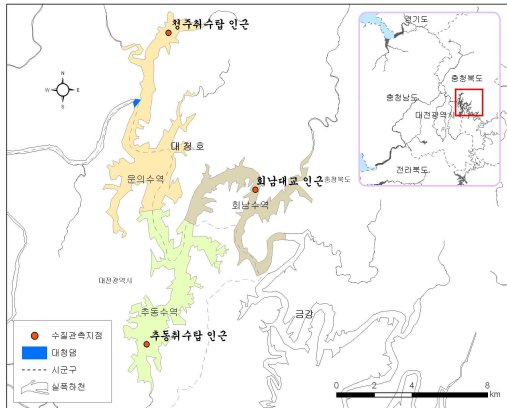 청주취수탑 인근
경기도
충청북도
충청남도
대전광역시
전라북도
N
W
E
S
대 청 호
문의수역
회남대교 인근
충청북도
회남수역
대전광역시
추동수역
금강
추동취수탑 인근
수질관측지점
대청댐
시군구
실폭하천
0 2 4 8
km